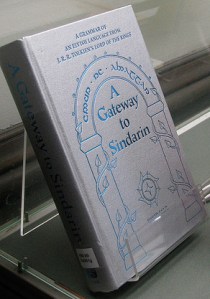 A GRAMMAR OF
AN ELVISH LANGUAGE FROM
J. R. R. TOLKIEN'S LORD OF THE RINGS
A
Gateway
to
Sindarin
A Gateway to Sindarin